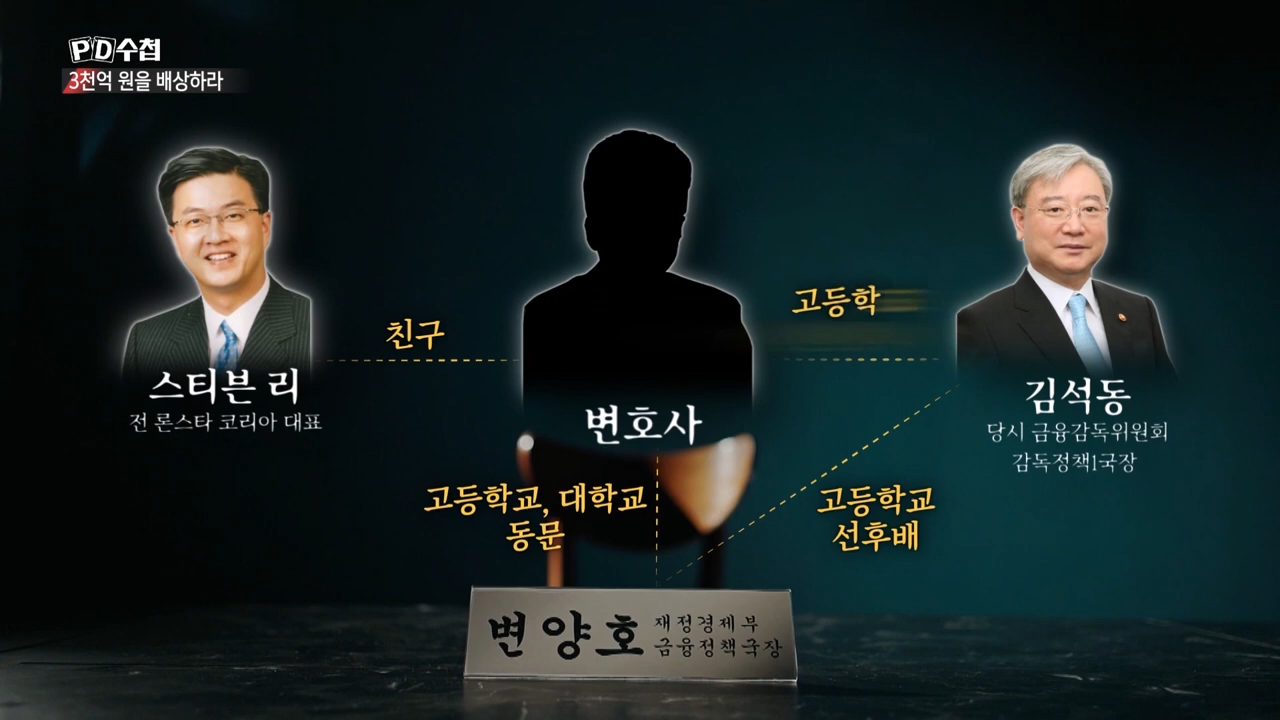 PD수첩
3천억 원을 배상하라
친구
고등학
스티븐 리
전 론스타 코리아 대표
변호사
김석동
당시 금융감독위원회
감독정책1국장
고등학교, 대학교
동문
고등학교
선후배
변양호 재정경제부
금융정책국장